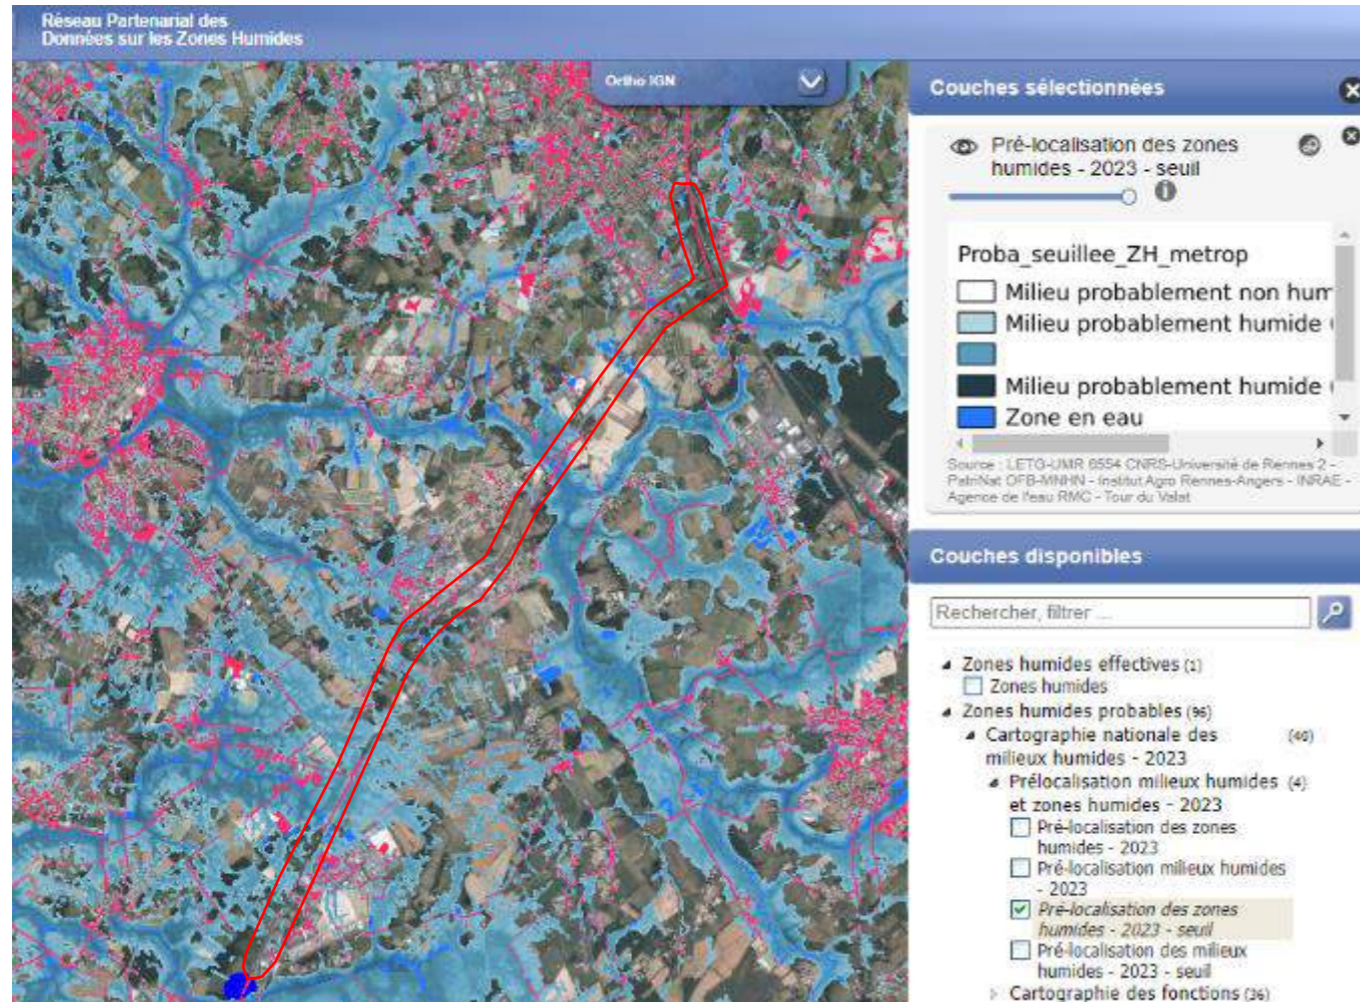 Réseau Partenarial des
Données sur les Zones Humides
Ortho IGN
Couches sélectionnées
Pré-localisation des zones
humides - 2023 - seuil
Proba_seuillee_ZH_metrop
Milieu probablement non hum
Milieu probablement humide (
Milieu probablement humide (
Zone en eau
Source : LETG-UMR 6554 CNRS-Université de Rennes 2 -
PatriNat OFB-MNHN - Institut Agro Rennes-Angers - INRAE -
Agence de l'eau RMC - Tour du Valat
Couches disponibles
Rechercher, filtrer ...
Zones humides effectives (1)
Zones humides
Zones humides probables (96)
Cartographie nationale des (40)
milieux humides - 2023
Prélocalisation milieux humides (4)
et zones humides - 2023
Pré-localisation des zones
humides - 2023
Pré-localisation milieux humides
- 2023
Pré-localisation des zones
humides - 2023 - seuil
Pré-localisation des milieux
humides - 2023 - seuil
Cartographie des fonctions (36)